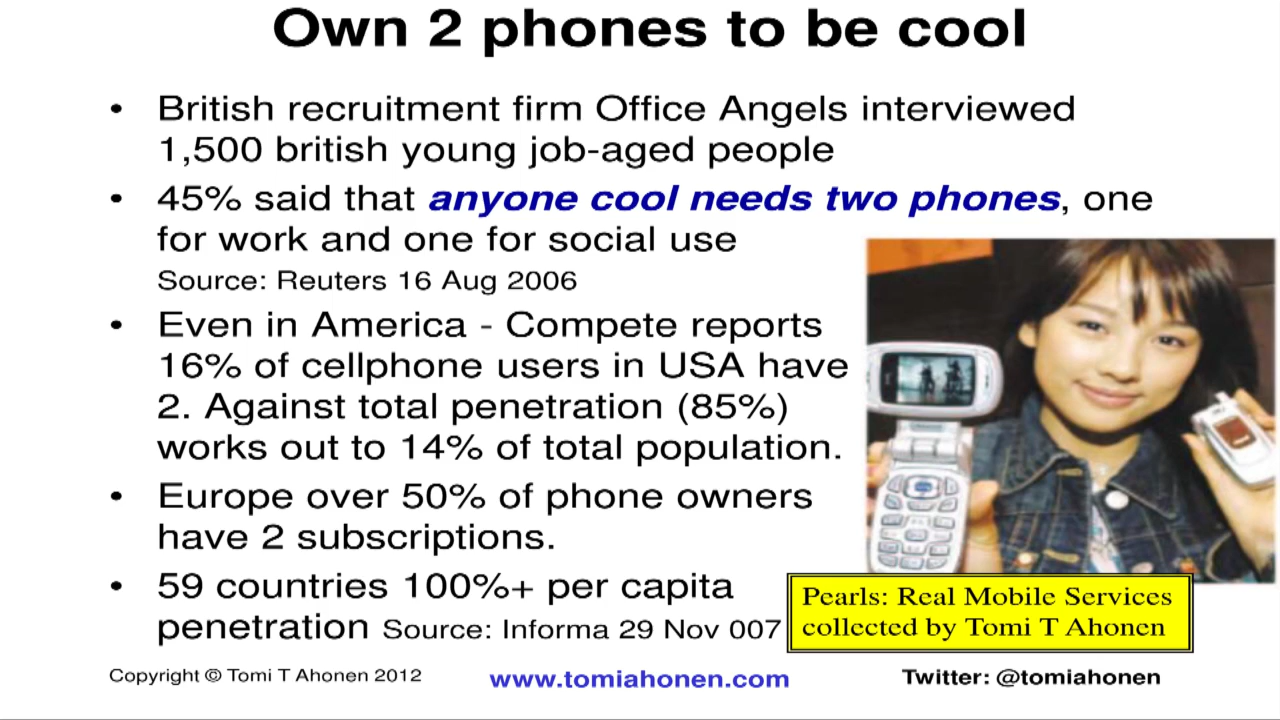 Own 2 phones to be cool
• British recruitment firm Office Angels interviewed
1,500 british young job-aged people
• 45% said that anyone cool needs two phones, one
for work and one for social use
Source: Reuters 16 Aug 2006
• Even in America - Compete reports
16% of cellphone users in USA have
2. Against total penetration (85%)
works out to 14% of total population.
• Europe over 50% of phone owners
have 2 subscriptions.
• 59 countries 100%+ per capita
penetration Source: Informa 29 Nov 007
Pearls: Real Mobile Services
collected by Tomi T Ahonen
Copyright © Tomi T Ahonen 2012
www.tomiahonen.com
Twitter: @tomiahonen